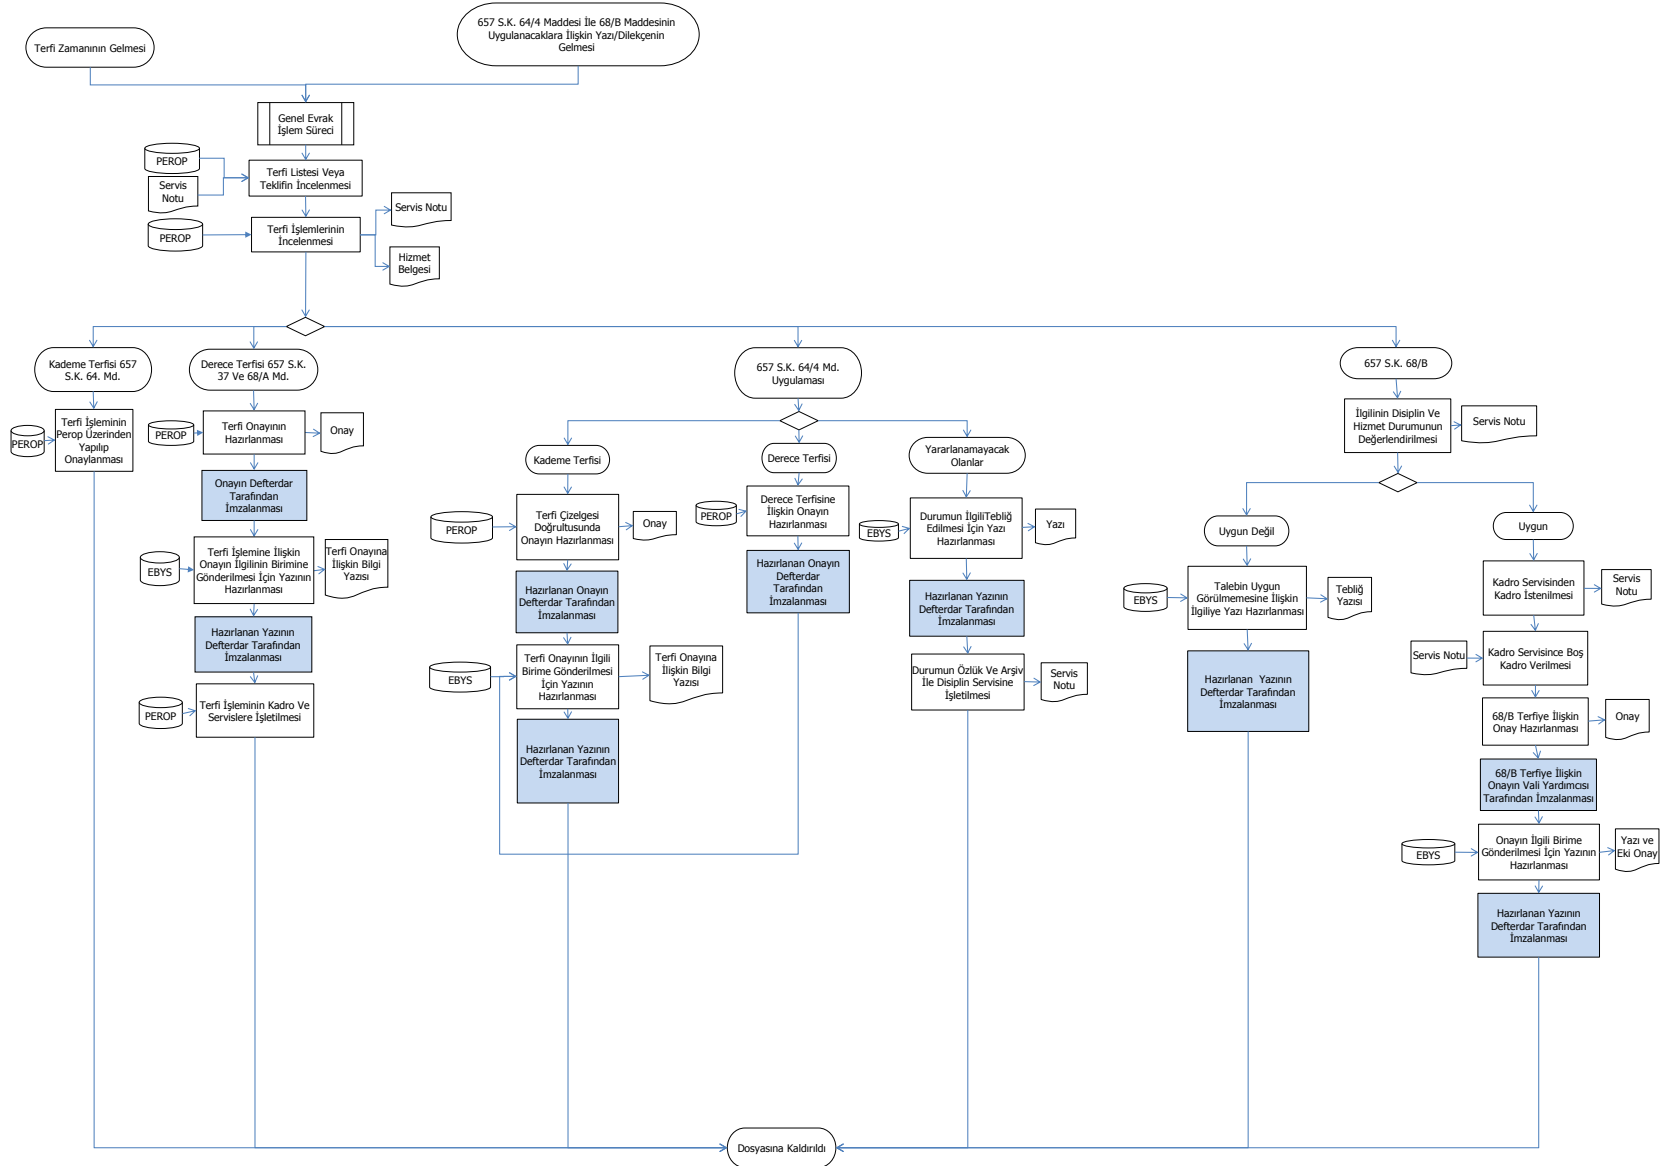 657 S.K. 64/4 Maddesi İle 68/B Maddesinin
Uygulanacaklara İlişkin Yazı/Dilekçenin
Gelmesi
Terfi Zamanının Gelmesi
Genel Evrak
İşlem Süreci
PEROP
Servis
Notu
Terfi Listesi Veya
Teklifin İncelenmesi
PEROP
Terfi İşlemlerinin
İncelenmesi
Servis Notu
Hizmet
Belgesi
Kademe Terfisi 657
S.K. 64. Md.
PEROP
Terfi İşleminin
Perop Üzerinden
Yapılıp
Onaylanması
Derece Terfisi 657 S.K.
37 Ve 68/A Md.
PEROP
Terfi Onayının
Hazırlanması
Onay
Onayın Defterdar
Tarafından
İmzalanması
EBYS
Terfi İşlemine İlişkin
Onayın İlgilinin Birimine
Gönderilmesi İçin Yazının
Hazırlanması
Terfi Onayına
İlişkin Bilgi
Yazısı
Hazırlanan Yazının
Defterdar Tarafından
İmzalanması
PEROP
Terfi İşleminin Kadro Ve
Servislere İşletilmesi
657 S.K. 64/4 Md.
Uygulaması
Kademe Terfisi
PEROP
Terfi Çizelgesi
Doğrultusunda
Onayın Hazırlanması
Onay
Hazırlanan Onayın
Defterdar Tarafından
İmzalanması
EBYS
Terfi Onayının İlgili
Birime Gönderilmesi
İçin Yazının
Hazırlanması
Terfi Onayına
İlişkin Bilgi
Yazısı
Hazırlanan Yazının
Defterdar Tarafından
İmzalanması
Derece Terfisi
PEROP
Derece Terfisine
İlişkin Onayın
Hazırlanması
Hazırlanan Onayın
Defterdar
Tarafından
İmzalanması
Yararlanamayacak
Olanlar
EBYS
Durumun İlgiliTebliğ
Edilmesi İçin Yazı
Hazırlanması
Yazı
Hazırlanan Yazının
Defterdar Tarafından
İmzalanması
Durumun Özlük Ve Arşiv
İle Disiplin Servisine
İşletilmesi
Servis
Notu
657 S.K. 68/B
İlgilinin Disiplin Ve
Hizmet Durumunun
Değerlendirilmesi
Servis Notu
Uygun Değil
EBYS
Talebin Uygun
Görülmemesine İlişkin
İlgiliye Yazı Hazırlanması
Tebliğ
Yazısı
Hazırlanan Yazının
Defterdar Tarafından
İmzalanması
Uygun
Kadro Servisinden
Kadro İstenilmesi
Servis
Notu
Servis Notu
Kadro Servisince Boş
Kadro Verilmesi
68/B Terfiye İlişkin
Onay Hazırlanması
Onay
68/B Terfiye İlişkin
Onayın Vali Yardımcısı
Tarafından İmzalanması
EBYS
Onayın İlgili Birime
Gönderilmesi İçin Yazının
Hazırlanması
Yazı ve
Eki Onay
Hazırlanan Yazının
Defterdar Tarafından
İmzalanması
Dosyasına Kaldırıldı